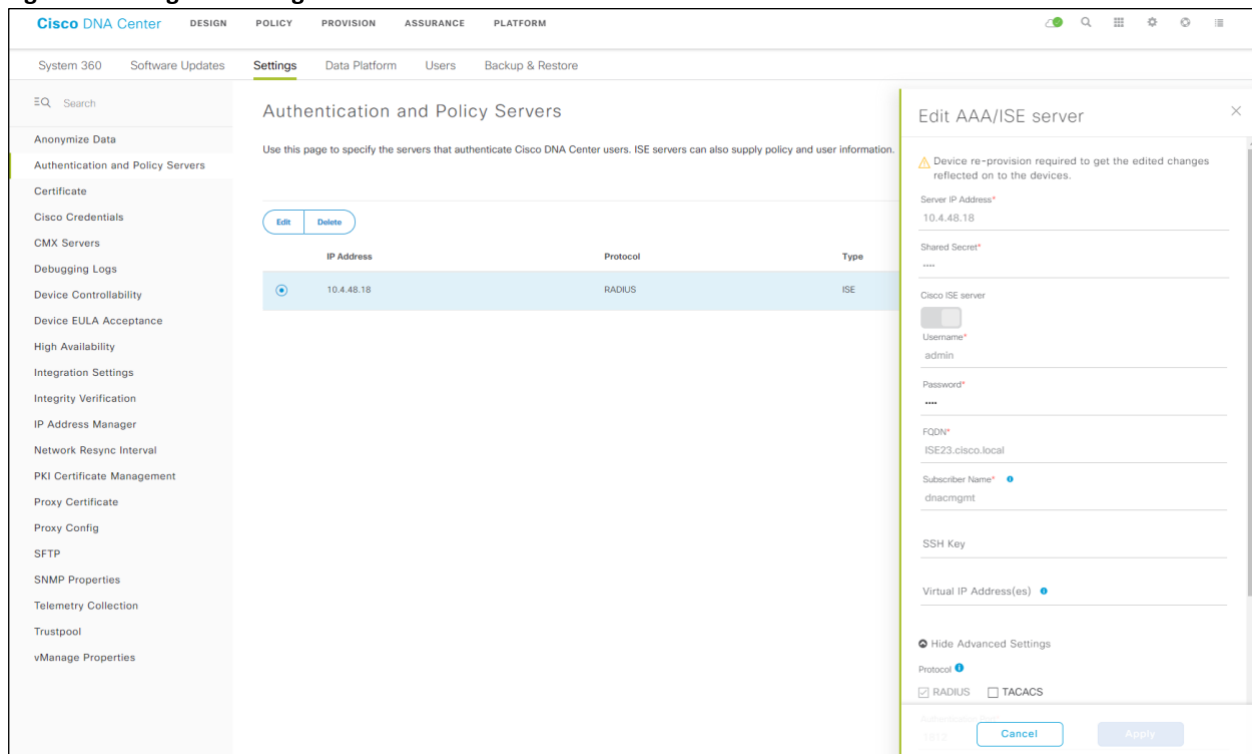 Cisco DNA Center DESIGN POLICY PROVISION ASSURANCE PLATFORM
System 360 Software Updates Settings Data Platform Users Backup & Restore
Search
Anonymize Data
Authentication and Policy Servers
Certificate
Cisco Credentials
CMX Servers
Debugging Logs
Device Controllability
Device EULA Acceptance
High Availability
Integration Settings
Integrity Verification
IP Address Manager
Network Resync Interval
PKI Certificate Management
Proxy Certificate
Proxy Config
SFTP
SNMP Properties
Telemetry Collection
Trustpool
vManage Properties
Authentication and Policy Servers
Use this page to specify the servers that authenticate Cisco DNA Center users. ISE servers can also supply policy and user information.
Edit Delete
IP Address Protocol Type
10.4.48.18 RADIUS ISE
Edit AAA/ISE server
Device re-provision required to get the edited changes
reflected on to the devices.
Server IP Address*
10.4.48.18
Shared Secret*
····
Cisco ISE server
Username*
admin
Password*
····
FQDN*
ISE23.cisco.local
Subscriber Name*
dnacmgmt
SSH Key
Virtual IP Address(es)
Hide Advanced Settings
Protocol
RADIUS TACACS
Cancel Apply